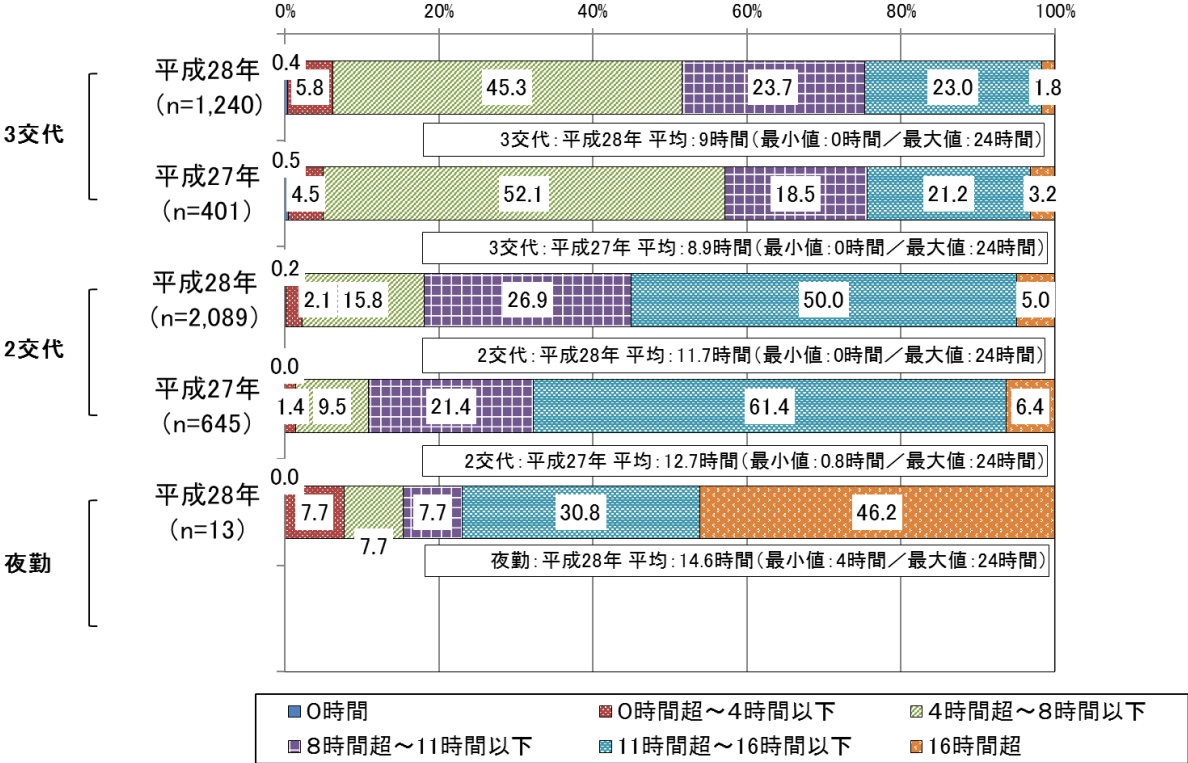 0% 20% 40% 60% 80% 100%
3交代
平成28年
(n=1,240)
0.4 5.8 45.3 23.7 23.0 1.8
3交代:平成28年 平均:9時間(最小値:0時間/最大値:24時間)
平成27年
(n=401)
0.5 4.5 52.1 18.5 21.2 3.2
3交代:平成27年 平均:8.9時間(最小値:0時間/最大値:24時間)
2交代
平成28年
(n=2,089)
0.2 2.1 15.8 26.9 50.0 5.0
2交代:平成28年 平均:11.7時間(最小値:0時間/最大値:24時間)
平成27年
(n=645)
0.0 1.4 9.5 21.4 61.4 6.4
2交代:平成27年 平均:12.7時間(最小値:0.8時間/最大値:24時間)
夜勤
平成28年
(n=13)
0.0 7.7 7.7 7.7 30.8 46.2
夜勤:平成28年 平均:14.6時間(最小値:4時間/最大値:24時間)
0時間 0時間超~4時間以下 4時間超~8時間以下
8時間超~11時間以下 11時間超~16時間以下 16時間超